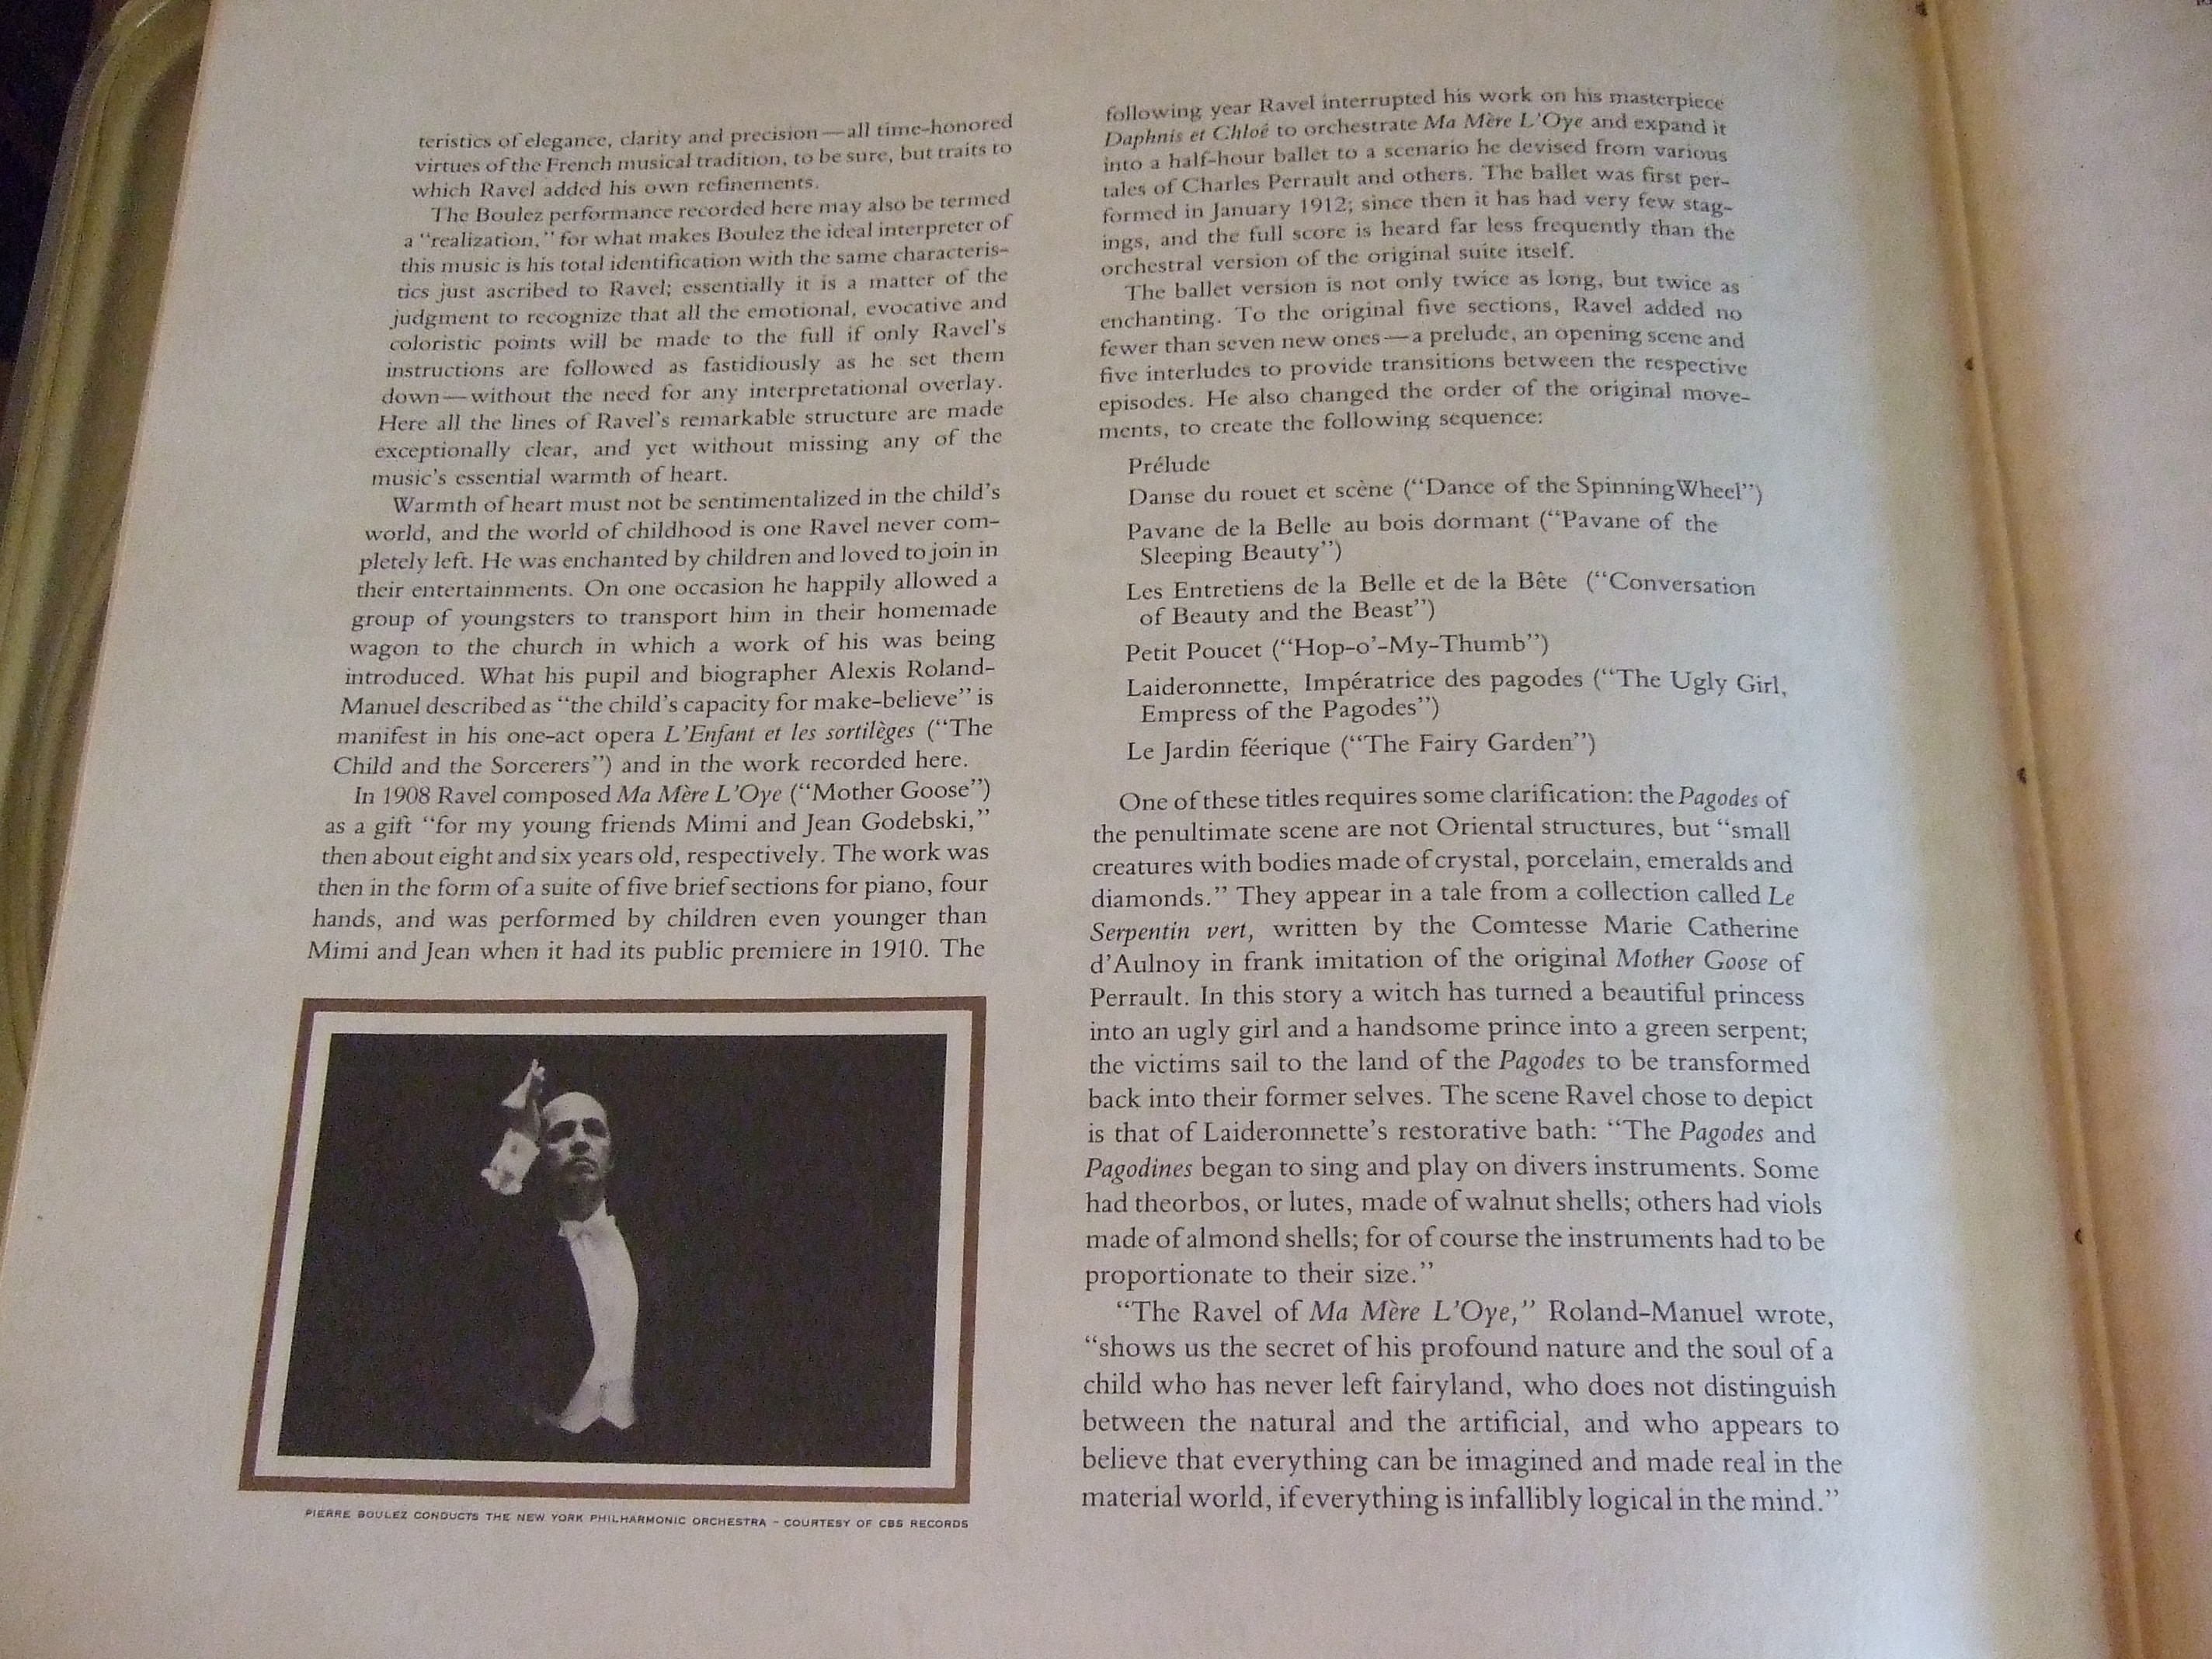 teristics of elegance, clarity and precision—all time-honored
virtues of the French musical tradition, to be sure, but traits to
which Ravel added his own refinements.
The Boulez performance recorded here may also be termed
a “realization,” for what makes Boulez the ideal interpreter of
this music is his total identification with the same characteris-
tics just ascribed to Ravel; essentially it is a matter of the
judgment to recognize that all the emotional, evocative and
coloristic points will be made to the full if only Ravel’s
instructions are followed as fastidiously as he set them
down—without the need for any interpretational overlay.
Here all the lines of Ravel’s remarkable structure are made
exceptionally clear, and yet without missing any of the
music’s essential warmth of heart.
Warmth of heart must not be sentimentalized in the child’s
world, and the world of childhood is one Ravel never com-
pletely left. He was enchanted by children and loved to join in
their entertainments. On one occasion he happily allowed a
group of youngsters to transport him in their homemade
wagon to the church in which a work of his was being
introduced. What his pupil and biographer Alexis Roland-
Manuel described as “the child’s capacity for make-believe” is
manifest in his one-act opera L’Enfant et les sortilèges (“The
Child and the Sorcerers”) and in the work recorded here.
In 1908 Ravel composed Ma Mère L’Oye (“Mother Goose”)
as a gift “for my young friends Mimi and Jean Godebski,”
then about eight and six years old, respectively. The work was
then in the form of a suite of five brief sections for piano, four
hands, and was performed by children even younger than
Mimi and Jean when it had its public premiere in 1910. The
PIERRE BOULEZ CONDUCTS THE NEW YORK PHILHARMONIC ORCHESTRA – COURTESY OF CBS RECORDS
following year Ravel interrupted his work on his masterpiece
Daphnis et Chloé to orchestrate Ma Mère L’Oye and expand it
into a half-hour ballet to a scenario he devised from various
tales of Charles Perrault and others. The ballet was first per-
formed in January 1912; since then it has had very few stag-
ings, and the full score is heard far less frequently than the
orchestral version of the original suite itself.
The ballet version is not only twice as long, but twice as
enchanting. To the original five sections, Ravel added no
fewer than seven new ones—a prelude, an opening scene and
five interludes to provide transitions between the respective
episodes. He also changed the order of the original move-
ments, to create the following sequence:
Prélude
Danse du rouet et scène (“Dance of the Spinning Wheel”)
Pavane de la Belle au bois dormant (“Pavane of the
Sleeping Beauty”)
Les Entretiens de la Belle et de la Bête (“Conversation
of Beauty and the Beast”)
Petit Poucet (“Hop-o’-My-Thumb”)
Laideronnette, Impératrice des pagodes (“The Ugly Girl,
Empress of the Pagodes”)
Le Jardin féerique (“The Fairy Garden”)
One of these titles requires some clarification: the Pagodes of
the penultimate scene are not Oriental structures, but “small
creatures with bodies made of crystal, porcelain, emeralds and
diamonds.” They appear in a tale from a collection called Le
Serpentin vert, written by the Comtesse Marie Catherine
d’Aulnoy in frank imitation of the original Mother Goose of
Perrault. In this story a witch has turned a beautiful princess
into an ugly girl and a handsome prince into a green serpent;
the victims sail to the land of the Pagodes to be transformed
back into their former selves. The scene Ravel chose to depict
is that of Laideronnette’s restorative bath: “The Pagodes and
Pagodines began to sing and play on divers instruments. Some
had theorbos, or lutes, made of walnut shells; others had viols
made of almond shells; for of course the instruments had to be
proportionate to their size.”
“The Ravel of Ma Mère L’Oye,” Roland-Manuel wrote,
“shows us the secret of his profound nature and the soul of a
child who has never left fairyland, who does not distinguish
between the natural and the artificial, and who appears to
believe that everything can be imagined and made real in the
material world, if everything is infallibly logical in the mind.”